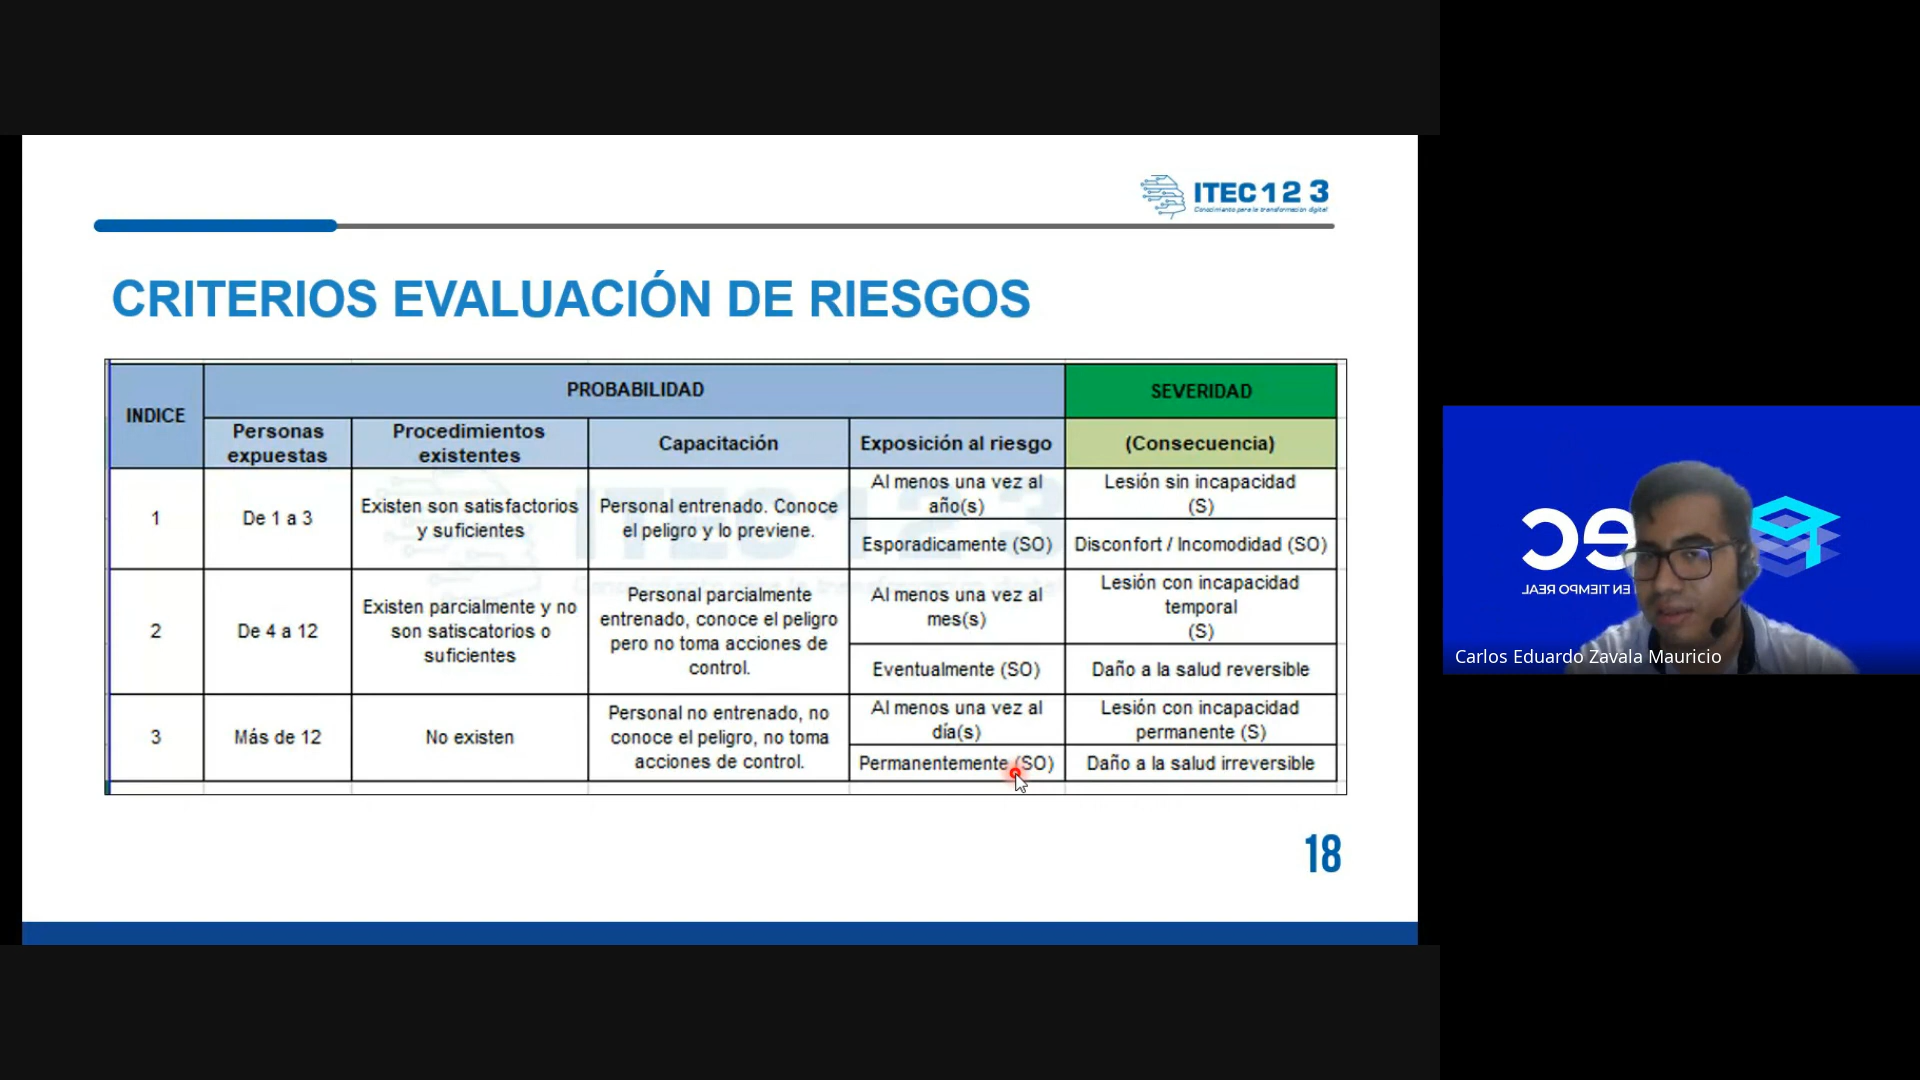 ITEC 1 2 3
Conocimiento para la transformación digital
CRITERIOS EVALUACIÓN DE RIESGOS
INDICE
PROBABILIDAD
SEVERIDAD
Personas
expuestas
Procedimientos
existentes
Capacitación
Exposición al riesgo
(Consecuencia)
1
De 1 a 3
Existen son satisfactorios
y suficientes
Personal entrenado. Conoce
el peligro y lo previene.
Al menos una vez al
año(s)
Lesión sin incapacidad
(S)
Esporadicamente (SO)
Disconfort / Incomodidad (SO)
2
De 4 a 12
Existen parcialmente y no
son satiscatorios o
suficientes
Personal parcialmente
entrenado, conoce el peligro
pero no toma acciones de
control.
Al menos una vez al
mes(s)
Lesión con incapacidad
temporal
(S)
Eventualmente (SO)
Daño a la salud reversible
3
Más de 12
No existen
Personal no entrenado, no
conoce el peligro, no toma
acciones de control.
Al menos una vez al
día(s)
Lesión con incapacidad
permanente (S)
Permanentemente (SO)
Daño a la salud irreversible
18
EN TIEMPO REAL
Carlos Eduardo Zavala Mauricio